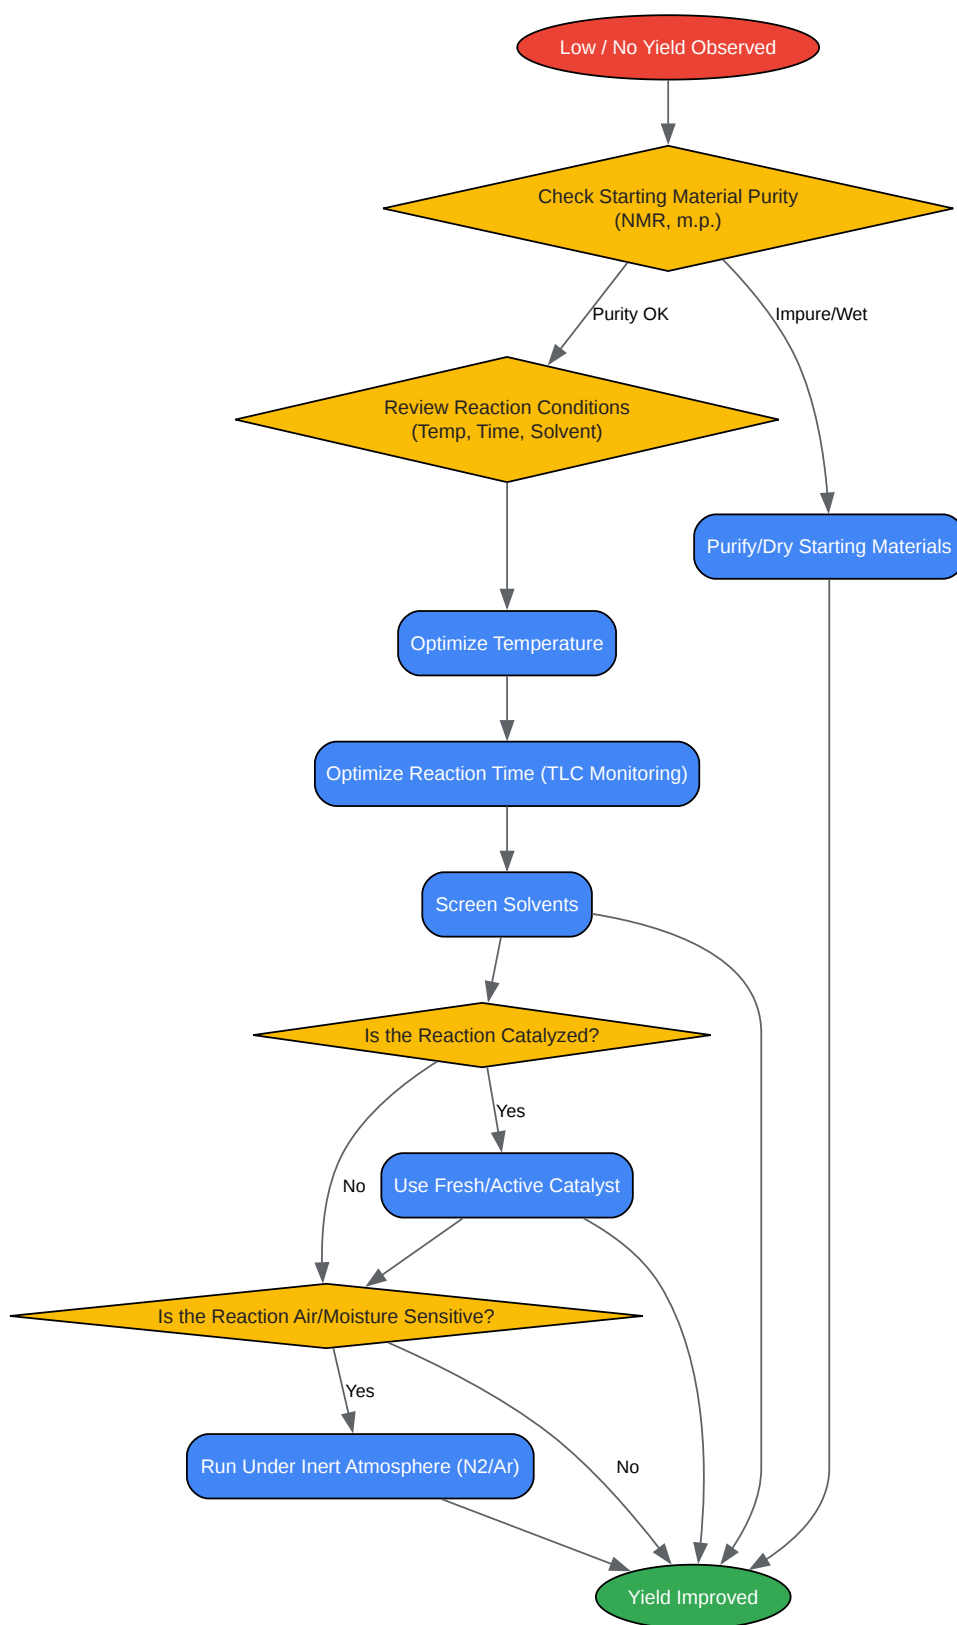 Low / No Yield Observed
Check Starting Material Purity
(NMR, m.p.)
Purity OK
Impure/Wet
Review Reaction Conditions
(Temp, Time, Solvent)
Purify/Dry Starting Materials
Optimize Temperature
Optimize Reaction Time (TLC Monitoring)
Screen Solvents
Is the Reaction Catalyzed?
Yes
No
Use Fresh/Active Catalyst
Is the Reaction Air/Moisture Sensitive?
Yes
Run Under Inert Atmosphere (N2/Ar)
No
Yield Improved